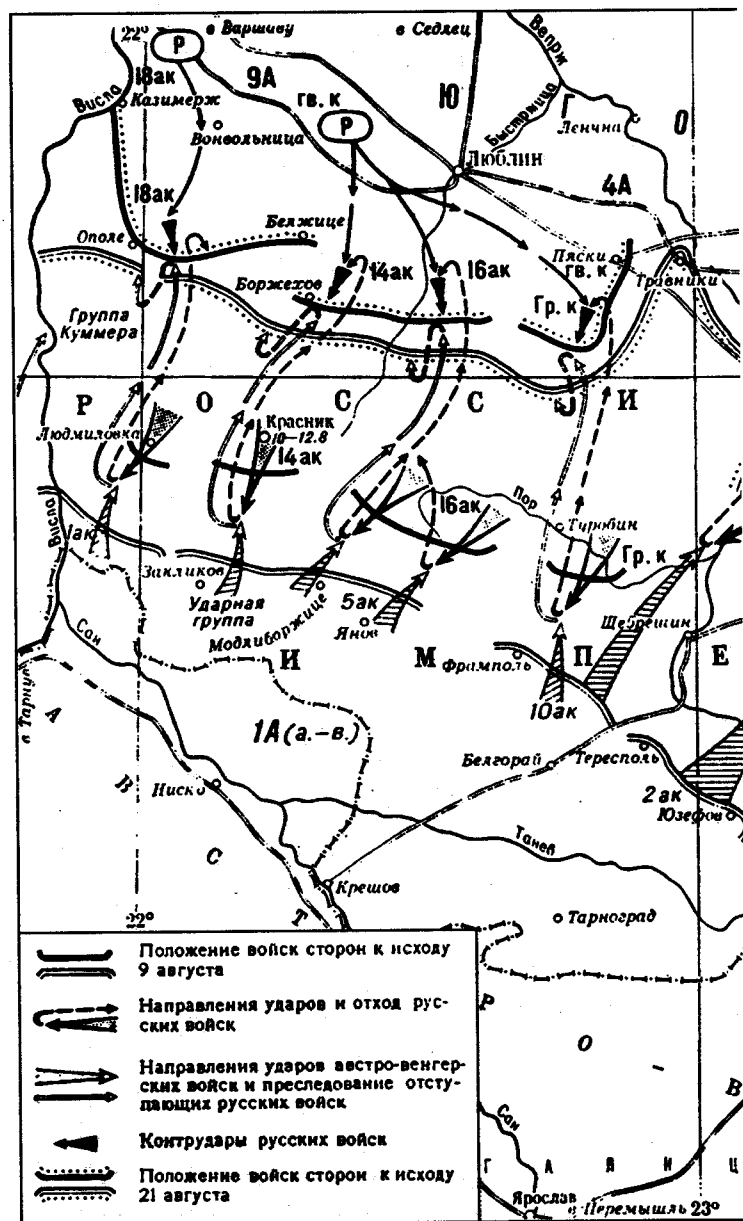 22°
в Варшаву
в Седлец
Вепрж
Р
18ак
9А
Висла
Казимерж
гв. к
Ю
Быстрица
Г
О
Вонвольница
Р
Ленчна
Люблин
18ак
4А
Ополе
Белжице
14ак
16ак
Пяски
гв. к
Травники
Боржехов
Гр. к
Группа
Куммера
Р О С С И
Людмиловка
Красник
10–12.8
14ак
16ак
Пор
Туробин
Гр. к
Висла
1ак
Закликов
Ударная
группа
Модлиборжице
5ак
Янов
Щебрешин
Сан
И М П Е
Фрамполь
10ак
в Тарнув
А
1А (а.–в.)
Белгорай
Тересполь
В
Ниско
2ак
Юзефов
С
Танев
Крешов
Т
Тарноград
22°
Положение войск сторон к исходу
9 августа
Направления ударов и отход рус-
ских войск
Р
О
Направления ударов австро-венгер-
ских войск и преследование отсту-
пающих русских войск
Сан
В
Контрудары русских войск
Г А Л И Ц
Положение войск сторон к исходу
21 августа
Ярослав
в Перемышль
23°